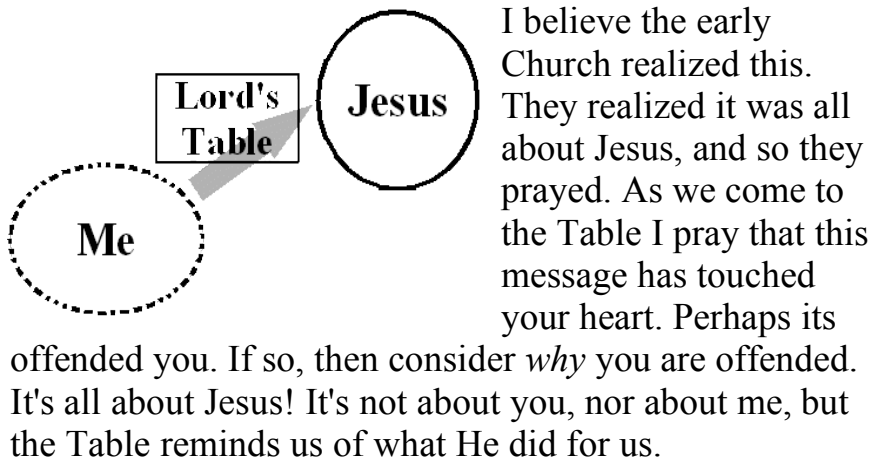 Lord's
Table
Jesus
Me
I believe the early
Church realized this.
They realized it was all
about Jesus, and so they
prayed. As we come to
the Table I pray that this
message has touched
your heart. Perhaps its
offended you. If so, then consider why you are offended.
It's all about Jesus! It's not about you, nor about me, but
the Table reminds us of what He did for us.